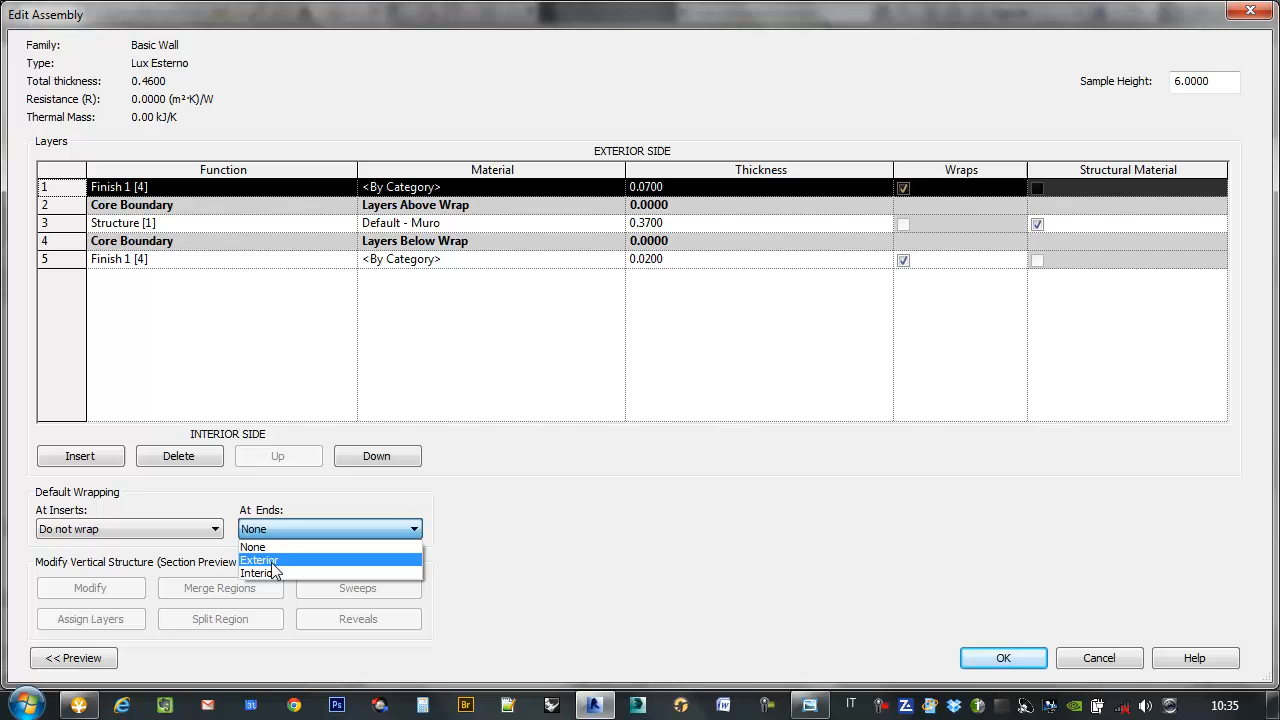 Edit Assembly
Family: Basic Wall
Type: Lux Esterno
Total thickness: 0.4600
Sample Height: 6.0000
Resistance (R): 0.0000 (m²·K)/W
Thermal Mass: 0.00 kJ/K
Layers
EXTERIOR SIDE
Function Material Thickness Wraps Structural Material
1 Finish 1 [4] <By Category> 0.0700
2 Core Boundary Layers Above Wrap 0.0000
3 Structure [1] Default - Muro 0.3700
4 Core Boundary Layers Below Wrap 0.0000
5 Finish 1 [4] <By Category> 0.0200
INTERIOR SIDE
Insert Delete Up Down
Default Wrapping
At Inserts: At Ends:
Do not wrap None
None
Exterior
Interior
Modify Vertical Structure (Section Preview
Modify Merge Regions Sweeps
Assign Layers Split Region Reveals
<< Preview OK Cancel Help
Ps Br W IT Z 10:35